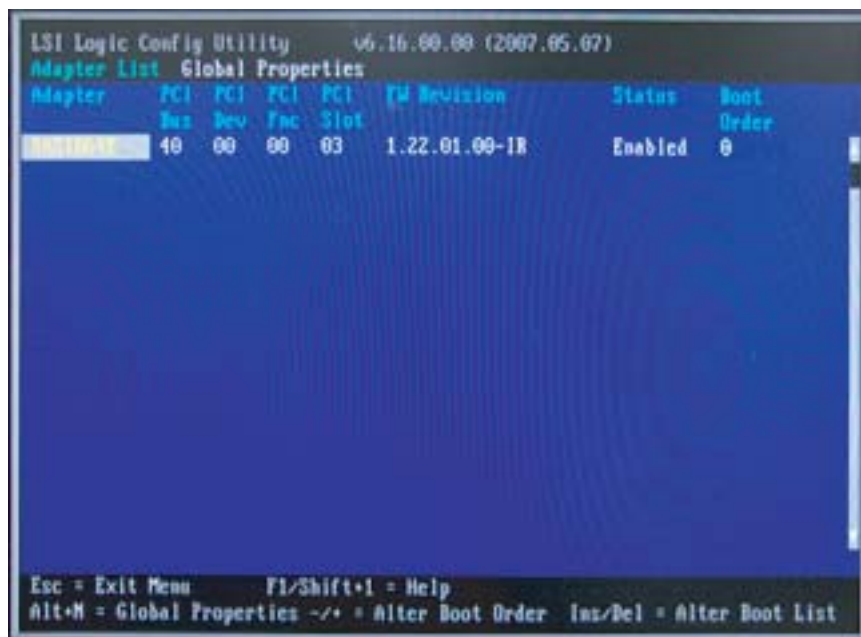 LSI Logic Config Utility v6.16.00.00 (2007.05.07)
Adapter List Global Properties
Adapter PCI PCI PCI PCI FW Revision Status Boot
Bus Dev Fnc Slot Order
40 00 00 03 1.22.01.00-IR Enabled 0
Esc = Exit Menu F1/Shift+1 = Help
Alt+N = Global Properties -/+ = Alter Boot Order Ins/Del = Alter Boot List